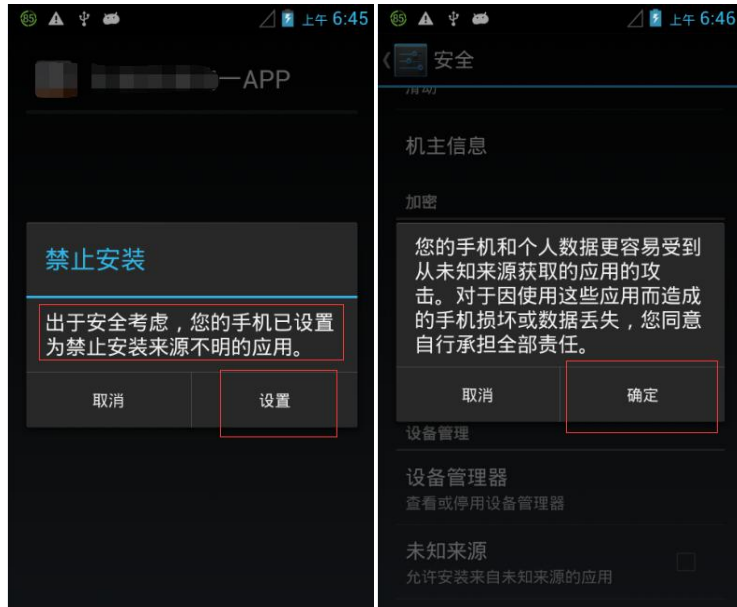 85
上午 6:45
一APP
禁止安装
出于安全考虑，您的手机已设置
为禁止安装来源不明的应用。
取消
设置
85
上午 6:46
安全
滑动
机主信息
加密
您的手机和个人数据更容易受到
从未知来源获取的应用的攻
击。对于因使用这些应用而造成
的手机损坏或数据丢失，您同意
自行承担全部责任。
取消
确定
设备管理
设备管理器
查看或停用设备管理器
未知来源
允许安装来自未知来源的应用